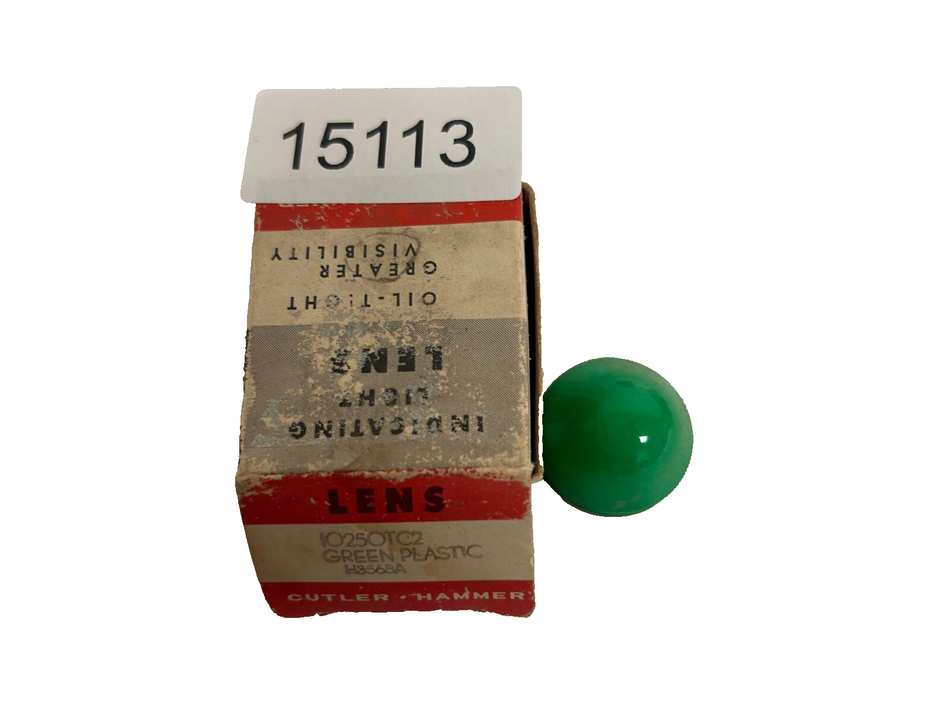 15113
INDICATING
LIGHT
LENS
OIL-TIGHT
GREATER
VISIBILITY
LENS
10250TC2
GREEN PLASTIC
H3568A
CUTLER-HAMMER